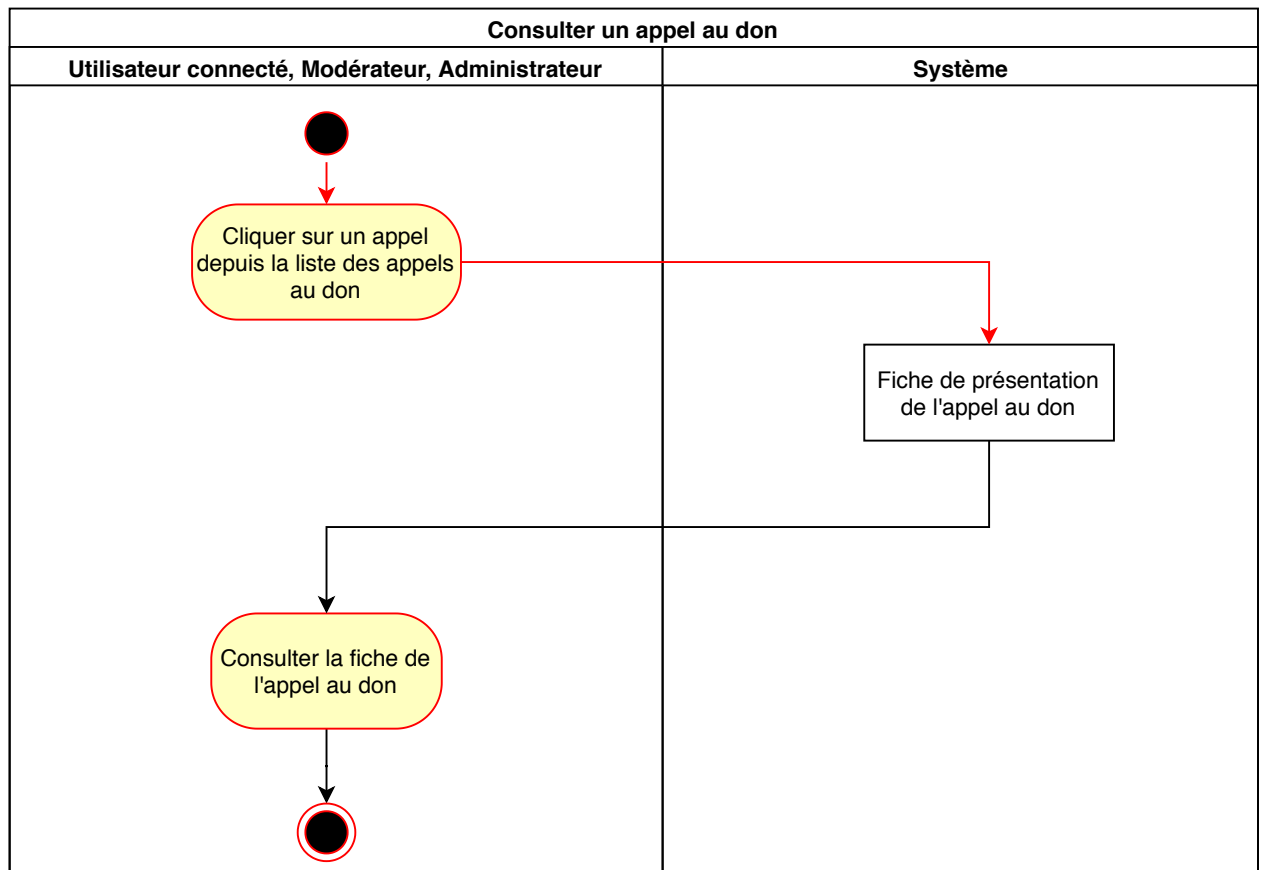 Consulter un appel au don
Utilisateur connecté, Modérateur, Administrateur
Système
Cliquer sur un appel
depuis la liste des appels
au don
Fiche de présentation
de l'appel au don
Consulter la fiche de
l'appel au don